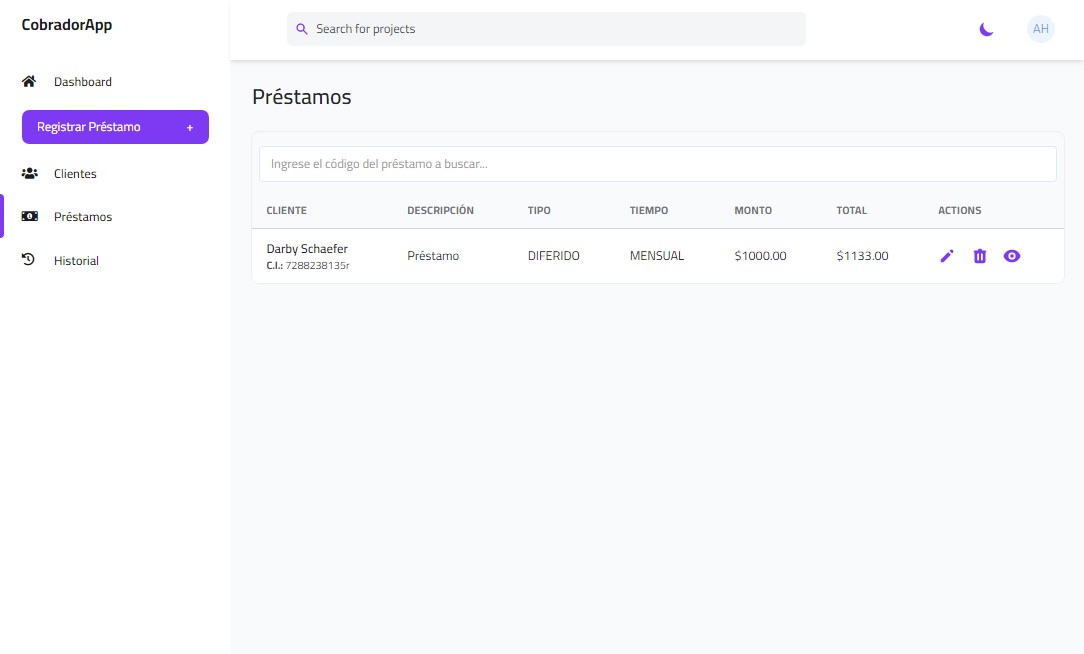 CobradorApp
Search for projects
AH
Dashboard
Registrar Préstamo +
Clientes
Préstamos
Historial
Préstamos
Ingrese el código del préstamo a buscar...
CLIENTE DESCRIPCIÓN TIPO TIEMPO MONTO TOTAL ACTIONS
Darby Schaefer
C.I.: 7288238135r
Préstamo DIFERIDO MENSUAL $1000.00 $1133.00